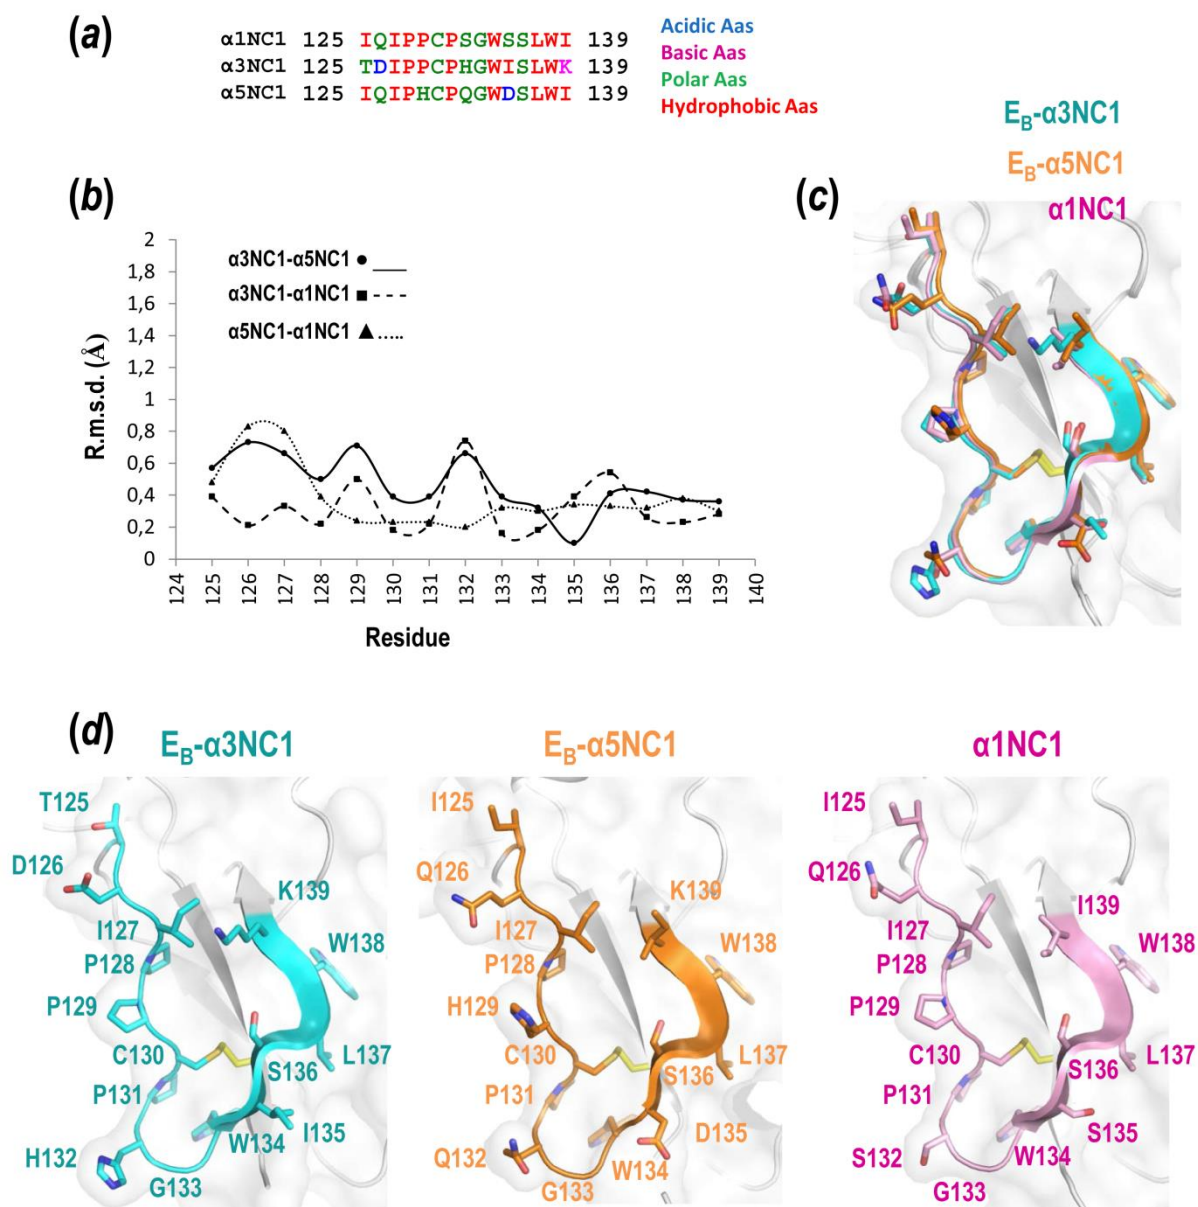 (a)
α1NC1 125 IQIPPCPSGWSSLWI 139
α3NC1 125 TDIPPCPHGWISLWK 139
α5NC1 125 IQIPHCPQGWDSLWI 139
Acidic Aas
Basic Aas
Polar Aas
Hydrophobic Aas
(b)
2
1,8
1,6
1,4
1,2
1
0,8
0,6
0,4
0,2
0
R.m.s.d. (Å)
α3NC1-α5NC1
α3NC1-α1NC1
α5NC1-α1NC1
124 125 126 127 128 129 130 131 132 133 134 135 136 137 138 139 140
Residue
(c)
EB-α3NC1
EB-α5NC1
α1NC1
(d)
EB-α3NC1
T125
D126
K139
I127
W138
P128
P129
C130
L137
S136
P131
I135
W134
H132
G133
EB-α5NC1
I125
Q126
K139
I127
W138
P128
H129
C130
L137
S136
P131
D135
Q132
W134
G133
α1NC1
I125
Q126
I139
I127
W138
P128
P129
C130
L137
S136
P131
S135
S132
W134
G133